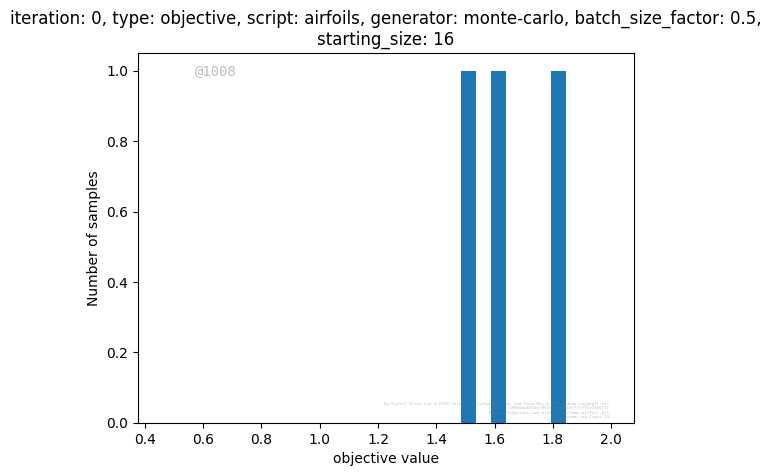 iteration: 0, type: objective, script: airfoils, generator: monte-carlo, batch_size_factor: 0.5,
starting_size: 16
@1008
1.0
0.8
0.6
0.4
0.2
0.0
Number of samples
0.4 0.6 0.8 1.0 1.2 1.4 1.6 1.8 2.0
objective value